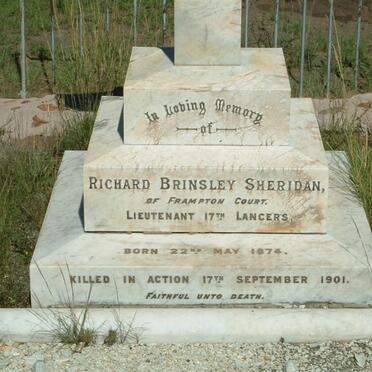 In Loving Memory
of
RICHARD BRINSLEY SHERIDAN,
OF FRAMPTON COURT.
LIEUTENANT 17TH LANCERS,
BORN 22ND MAY 1874.
KILLED IN ACTION 17TH SEPTEMBER 1901.
FAITHFUL UNTO DEATH.